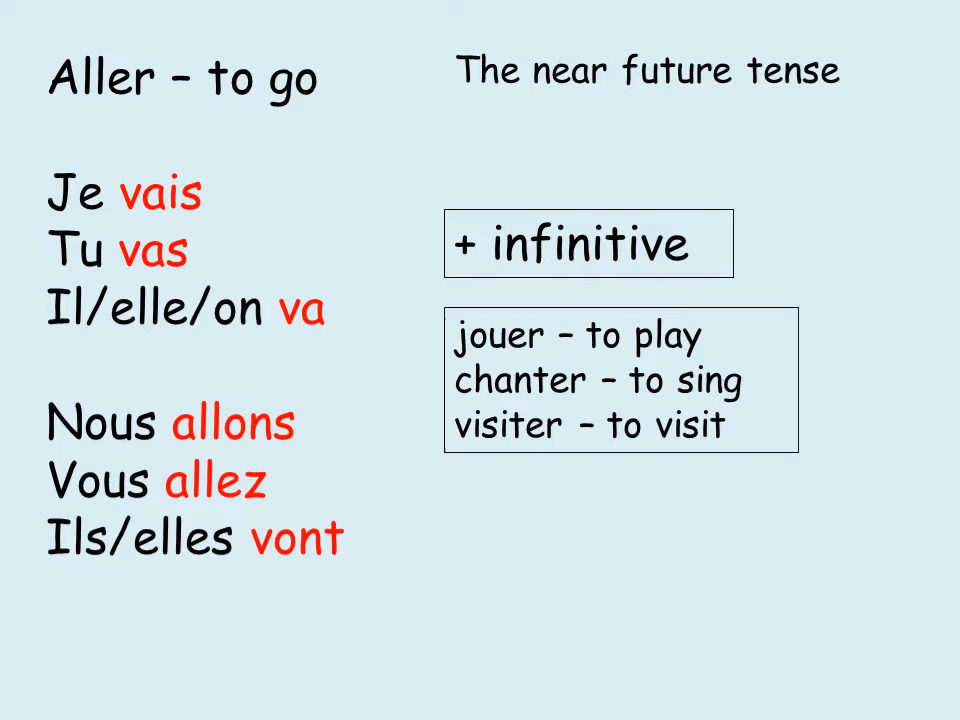 Aller – to go
Je vais
Tu vas
Il/elle/on va
Nous allons
Vous allez
Ils/elles vont
The near future tense
+ infinitive
jouer – to play
chanter – to sing
visiter – to visit